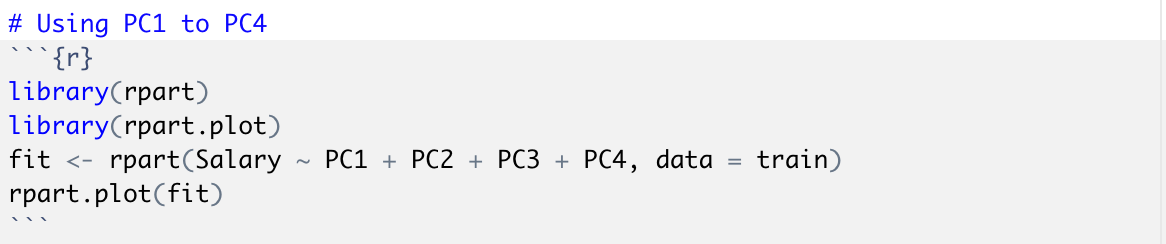 # Using PC1 to PC4
```{r}
library(rpart)
library(rpart.plot)
fit <- rpart(Salary ~ PC1 + PC2 + PC3 + PC4, data = train)
rpart.plot(fit)
```